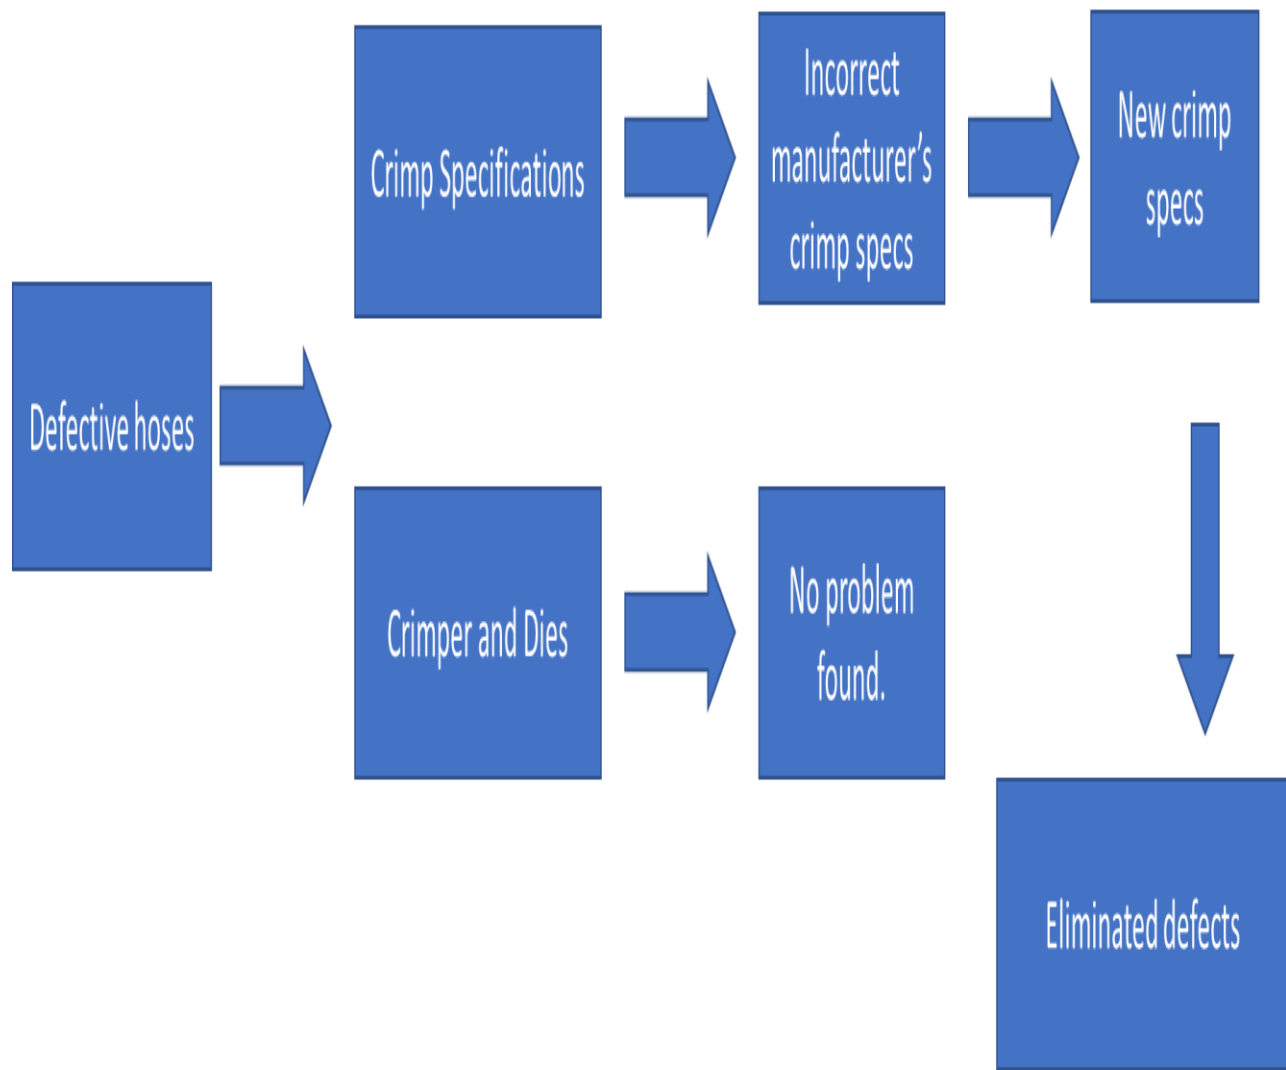 Defective hoses
Crimp Specifications
Incorrect
manufacturer’s
crimp specs
New crimp
specs
Crimper and Dies
No problem
found.
Eliminated defects